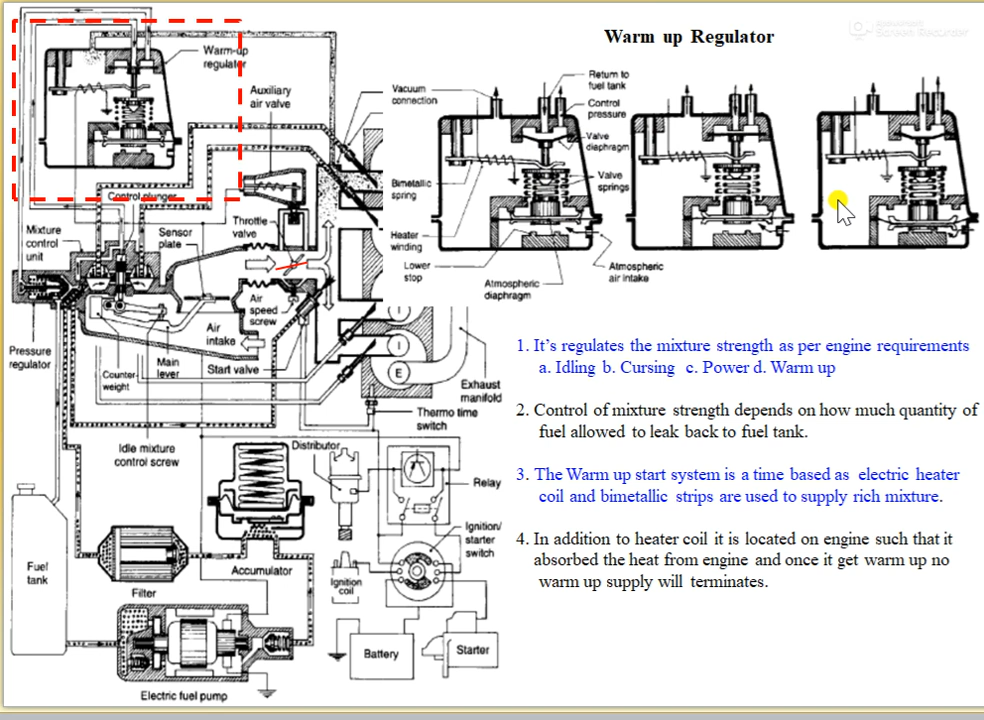 Warm up Regulator
Screen Recorder
Warm-up
regulator
Auxiliary
air valve
Control plunger
Mixture
control
unit
Sensor
plate
Throttle
valve
Air
speed
screw
Air
intake
Pressure
regulator
Counter-
weight
Main
lever
Start valve
Idle mixture
control screw
Exhaust
manifold
Thermo time
switch
I
I
E
Distributor
Relay
Ignition/
starter
switch
Fuel
tank
Filter
Accumulator
Ignition
coil
Electric fuel pump
Battery
Starter
Vacuum
connection
Return to
fuel tank
Control
pressure
Valve
diaphragm
Bimetallic
spring
Valve
springs
Heater
winding
Lower
stop
Atmospheric
diaphragm
Atmospheric
air intake
1. It’s regulates the mixture strength as per engine requirements
a. Idling b. Cursing c. Power d. Warm up
2. Control of mixture strength depends on how much quantity of
fuel allowed to leak back to fuel tank.
3. The Warm up start system is a time based as electric heater
coil and bimetallic strips are used to supply rich mixture.
4. In addition to heater coil it is located on engine such that it
absorbed the heat from engine and once it get warm up no
warm up supply will terminates.